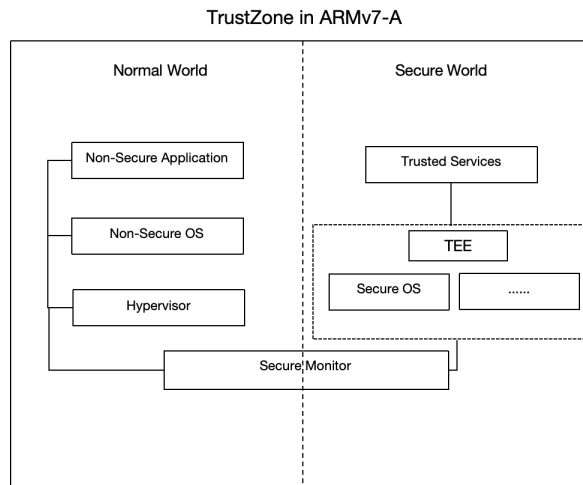 TrustZone in ARMv7-A
Normal World
Secure World
Non-Secure Application
Trusted Services
Non-Secure OS
TEE
Secure OS
......
Hypervisor
Secure Monitor